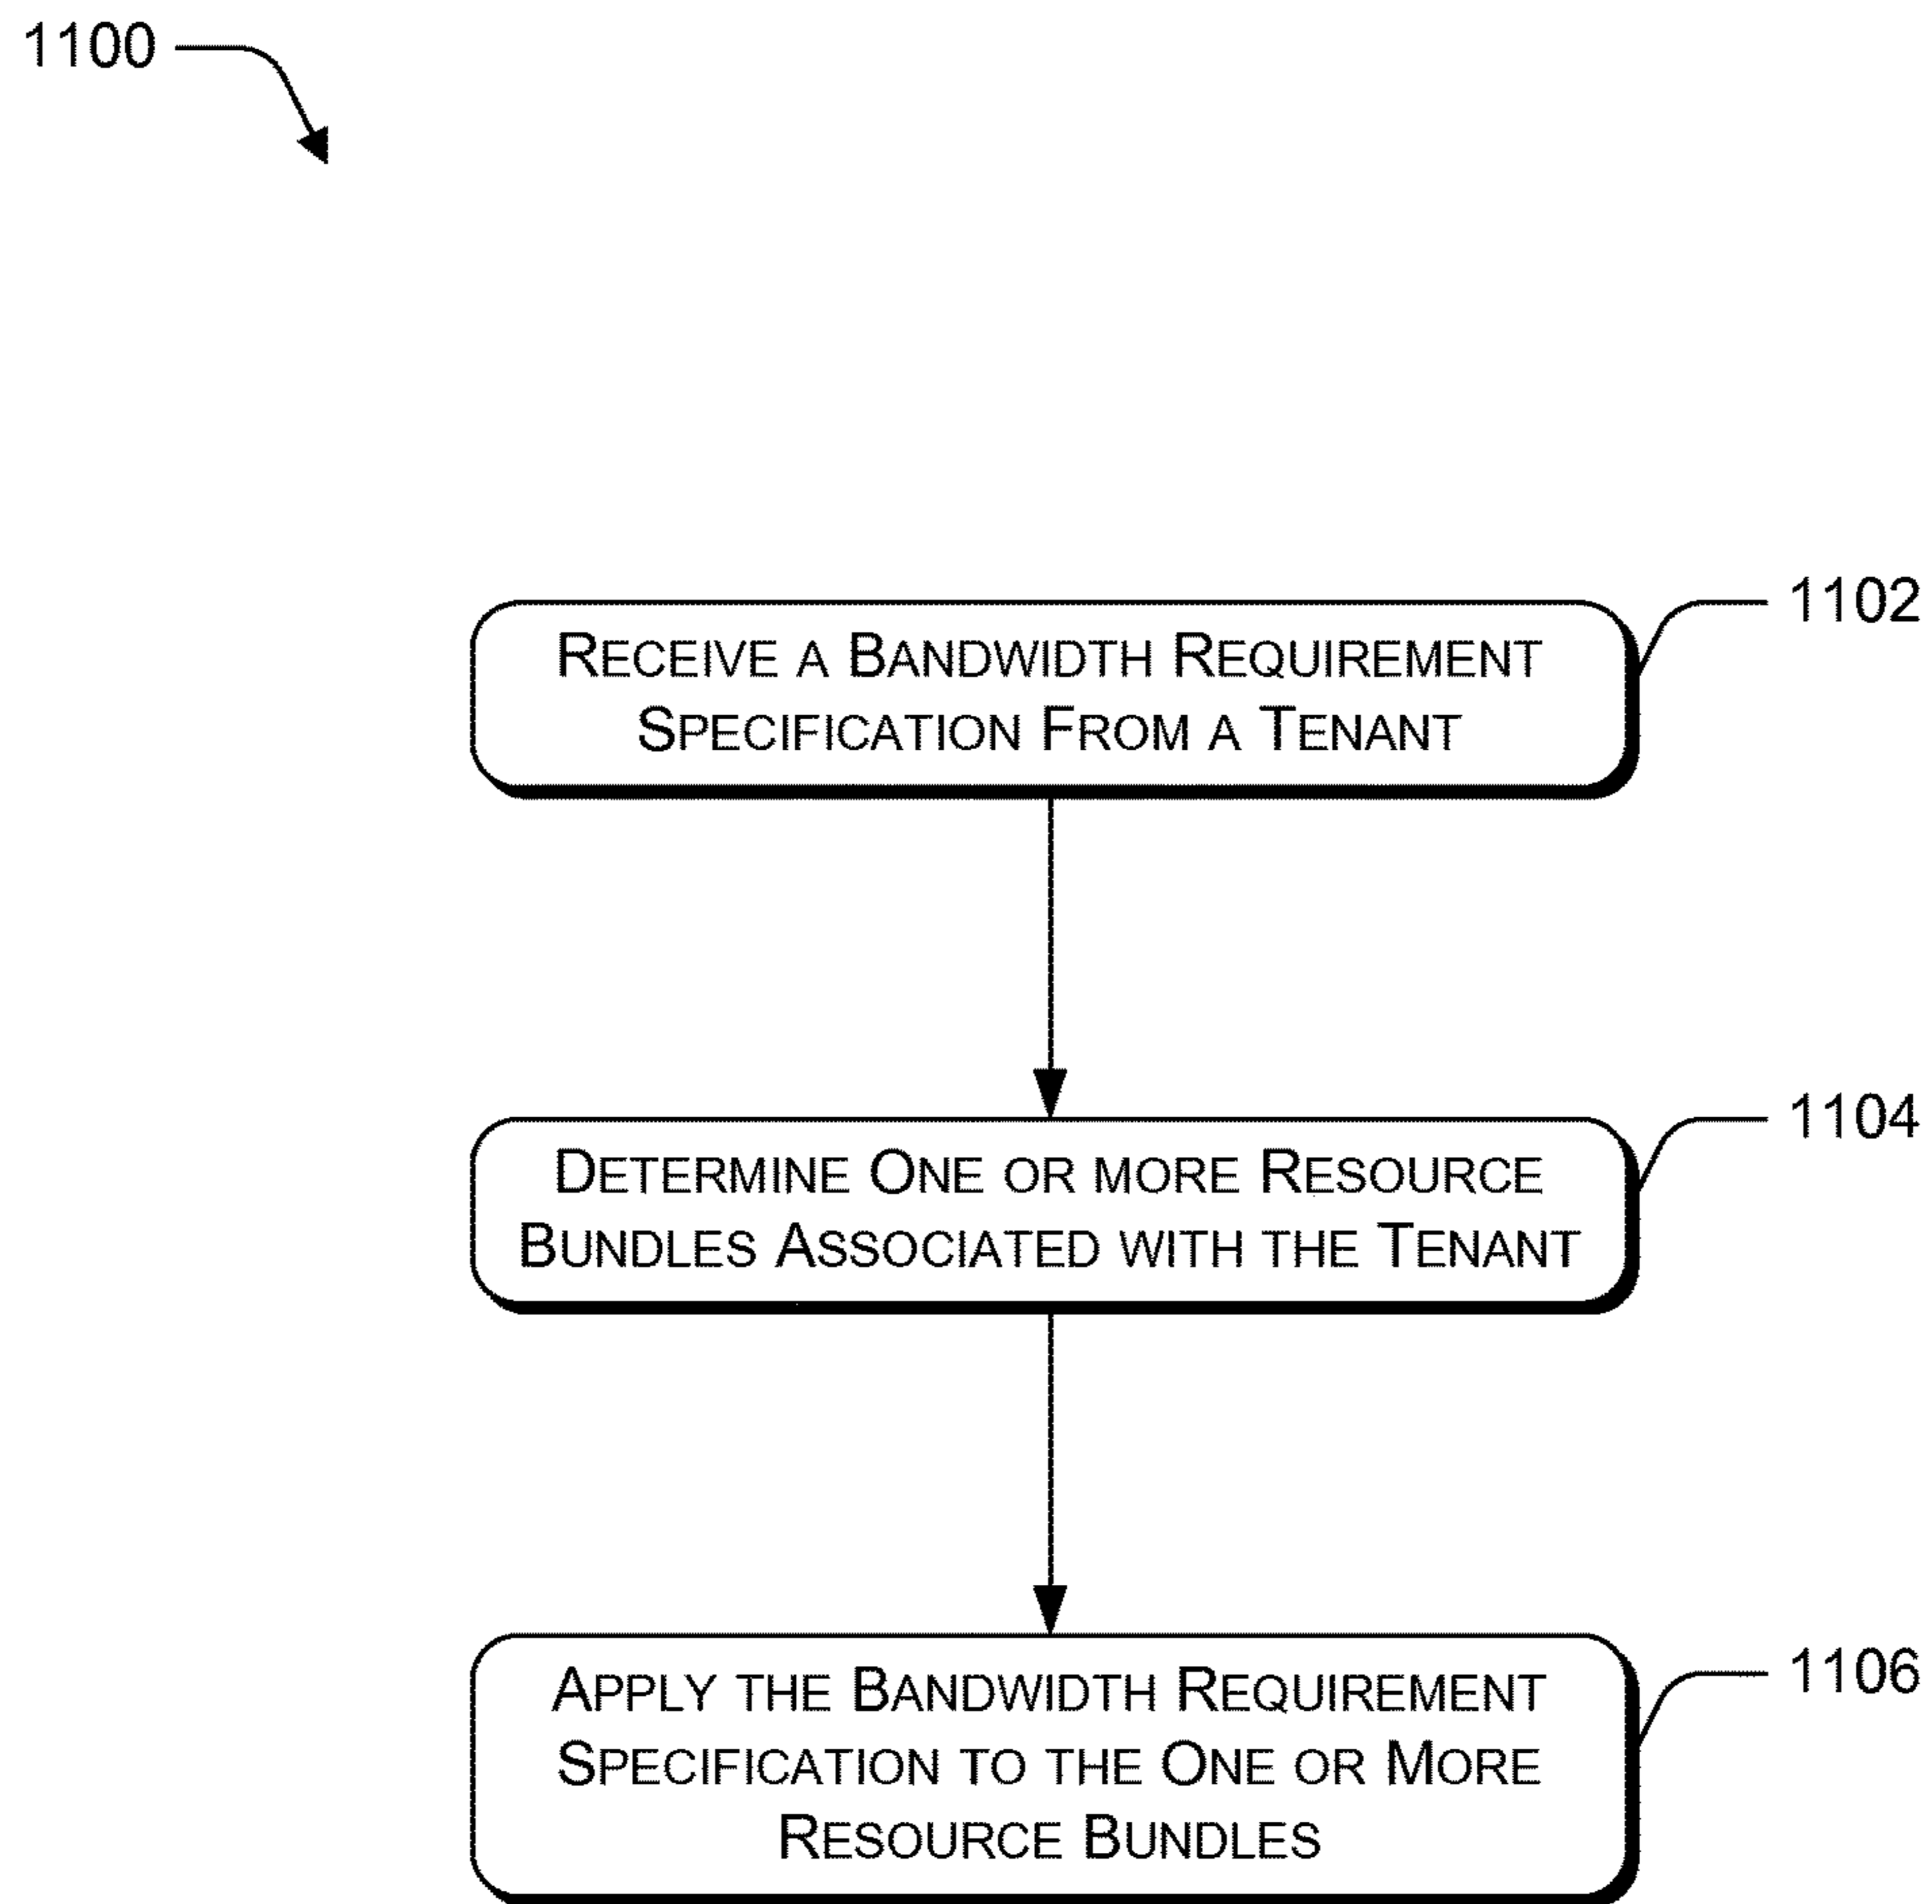 1100
1102
RECEIVE A BANDWIDTH REQUIREMENT
SPECIFICATION FROM A TENANT
1104
DETERMINE ONE OR MORE RESOURCE
BUNDLES ASSOCIATED WITH THE TENANT
1106
APPLY THE BANDWIDTH REQUIREMENT
SPECIFICATION TO THE ONE OR MORE
RESOURCE BUNDLES